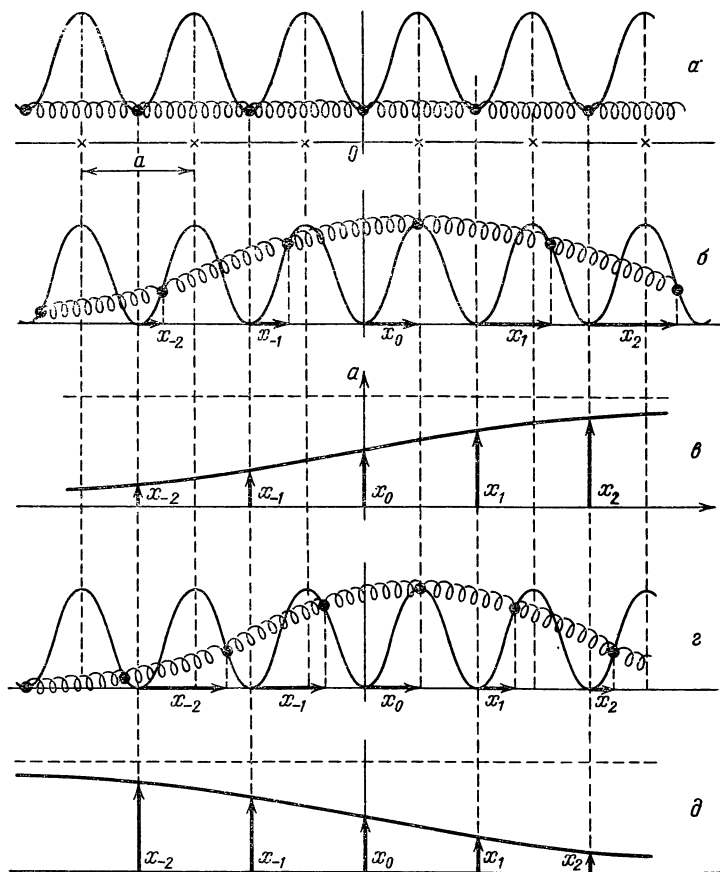 а
0
a
б
x₋₂ x₋₁ x₀ x₁ x₂
a
в
x₋₂ x₋₁ x₀ x₁ x₂
г
x₋₂ x₋₁ x₀ x₁ x₂
д
x₋₂ x₋₁ x₀ x₁ x₂